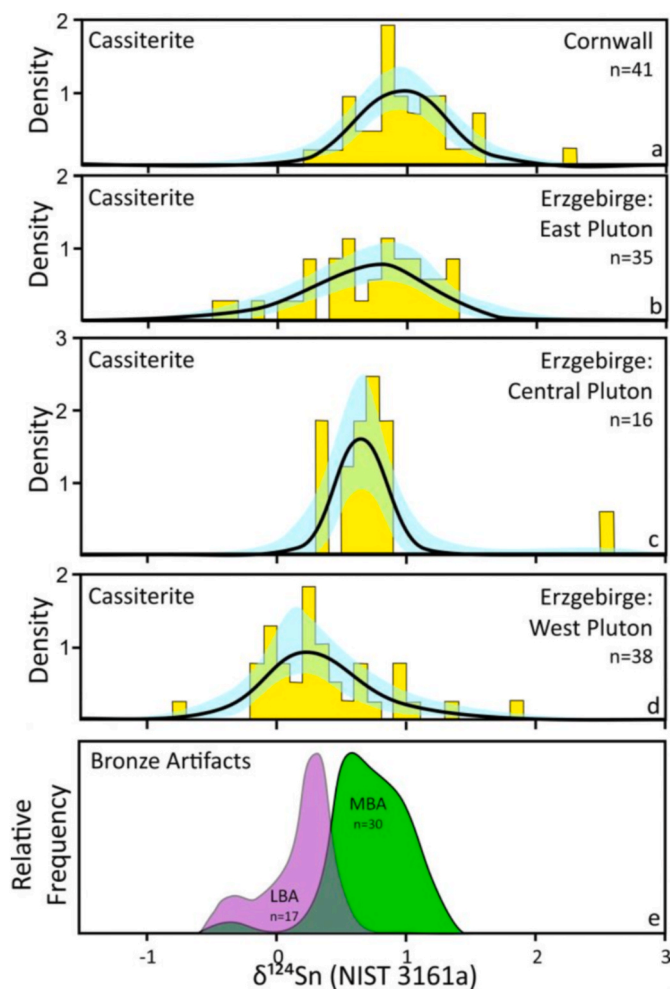 2
Cassiterite
Cornwall
n=41
Density
1
a
2
Cassiterite
Erzgebirge:
East Pluton
n=35
Density
1
b
3
Cassiterite
Erzgebirge:
Central Pluton
n=16
2
Density
1
c
2
Cassiterite
Erzgebirge:
West Pluton
n=38
Density
1
d
Bronze Artifacts
MBA
n=30
LBA
n=17
Relative
Frequency
e
-1 0 1 2 3
δ¹²⁴Sn (NIST 3161a)